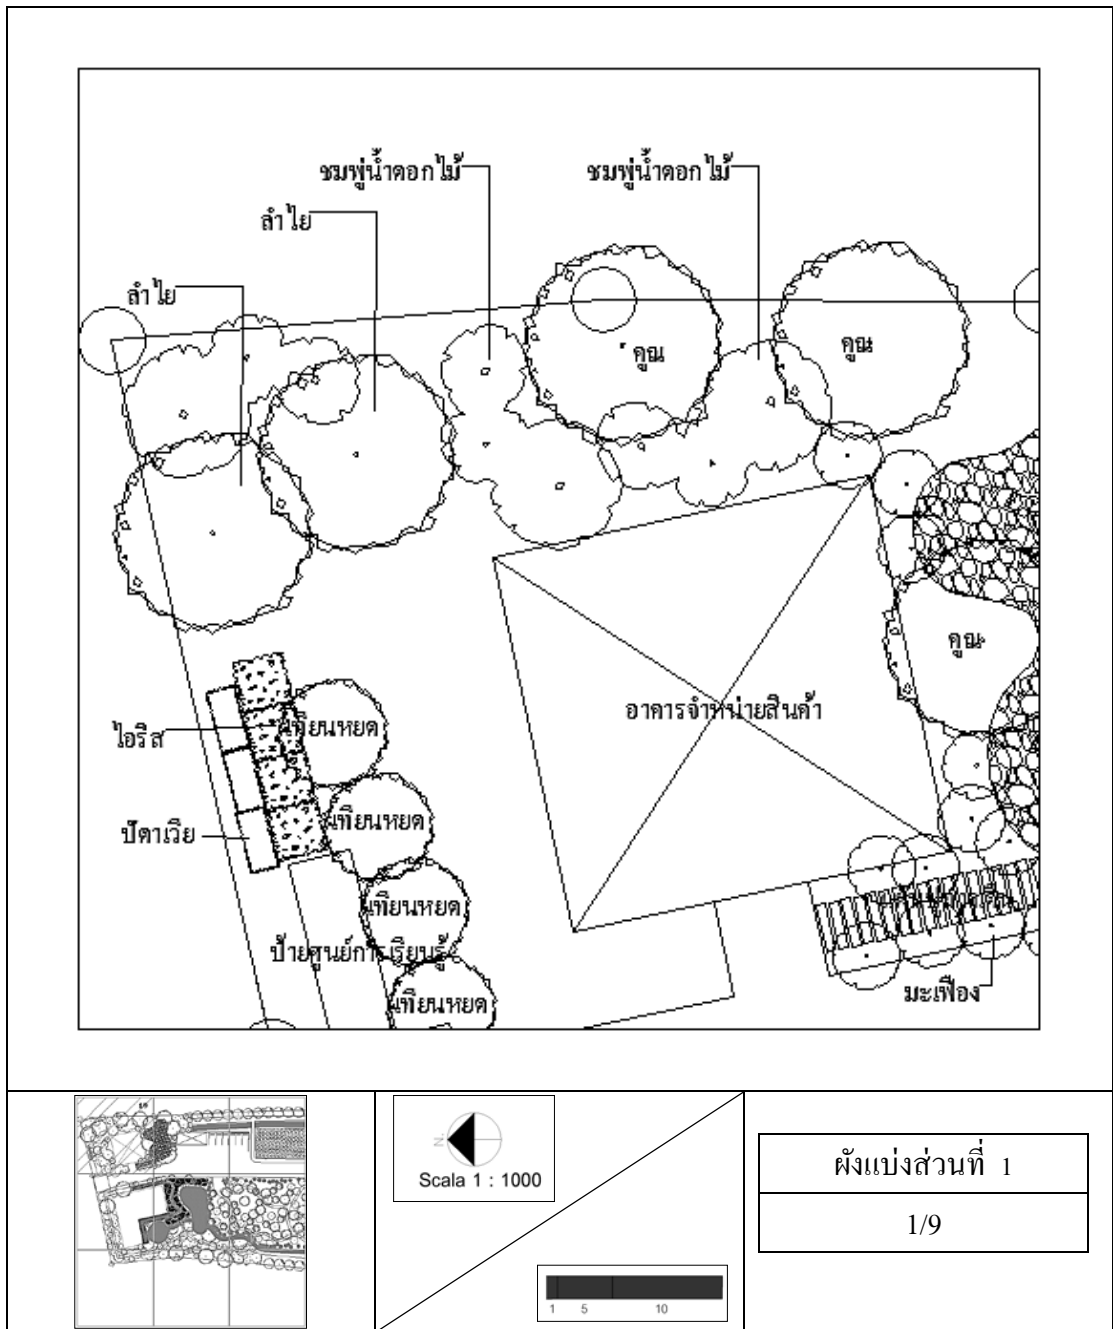 ชมพู่น้ำดอกไม้
ชมพู่น้ำดอกไม้
ลำไย
ลำไย
คูณ
คูณ
คูณ
อาคารจำหน่ายสินค้า
ไอริส
เทียนหยด
ปัตาเวีย
เทียนหยด
เทียนหยด
ป้ายศูนย์การเรียนรู้
เทียนหยด
มะเฟือง
N
Scala 1 : 1000
1 5 10
ผังแบ่งส่วนที่ 1
1/9